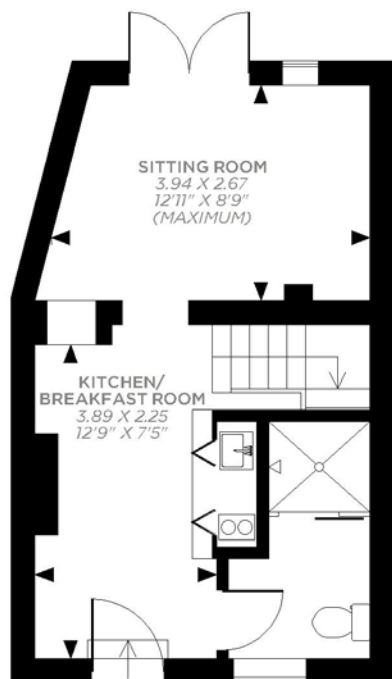 SITTING ROOM
3.94 X 2.67
12'11" X 8'9"
(MAXIMUM)
KITCHEN/
BREAKFAST ROOM
3.89 X 2.25
12'9" X 7'5"